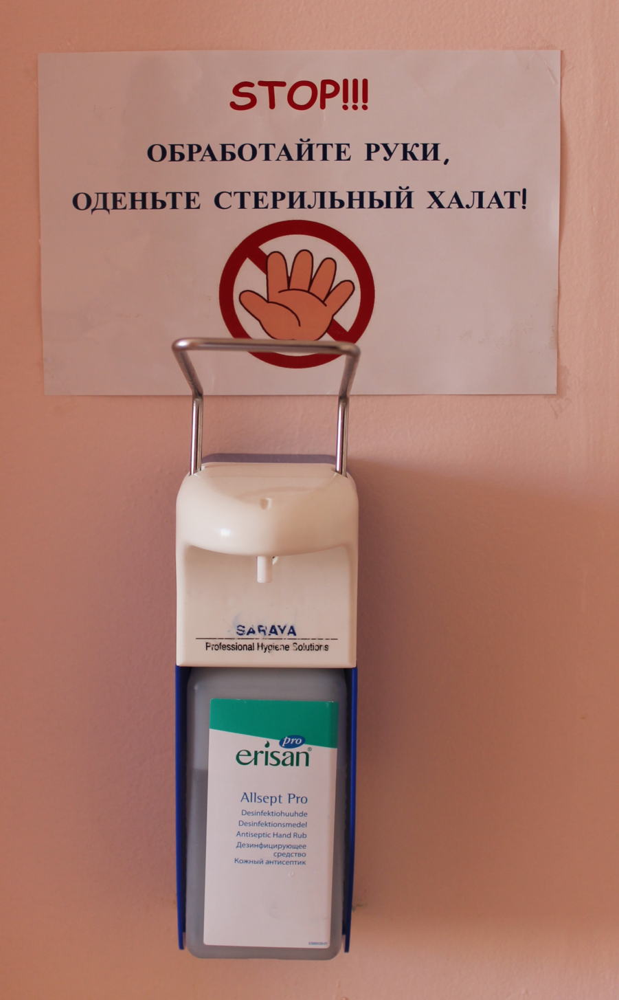 STOP!!!
ОБРАБОТАЙТЕ РУКИ,
ОДЕНЬТЕ СТЕРИЛЬНЫЙ ХАЛАТ!
SARAYA
Professional Hygiene Solutions
pro
erisan®
Allsept Pro
Desinfektiohuuhde
Desinfektionsmedel
Antiseptic Hand Rub
Дезинфицирующее
средство
Кожный антисептик